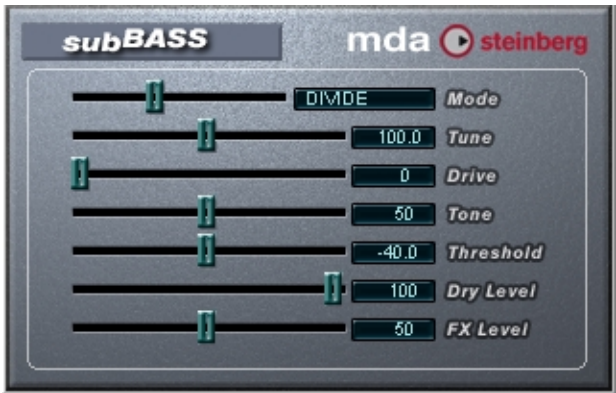 subBASS mda steinberg
DIVIDE Mode
100.0 Tune
0 Drive
50 Tone
-40.0 Threshold
100 Dry Level
50 FX Level